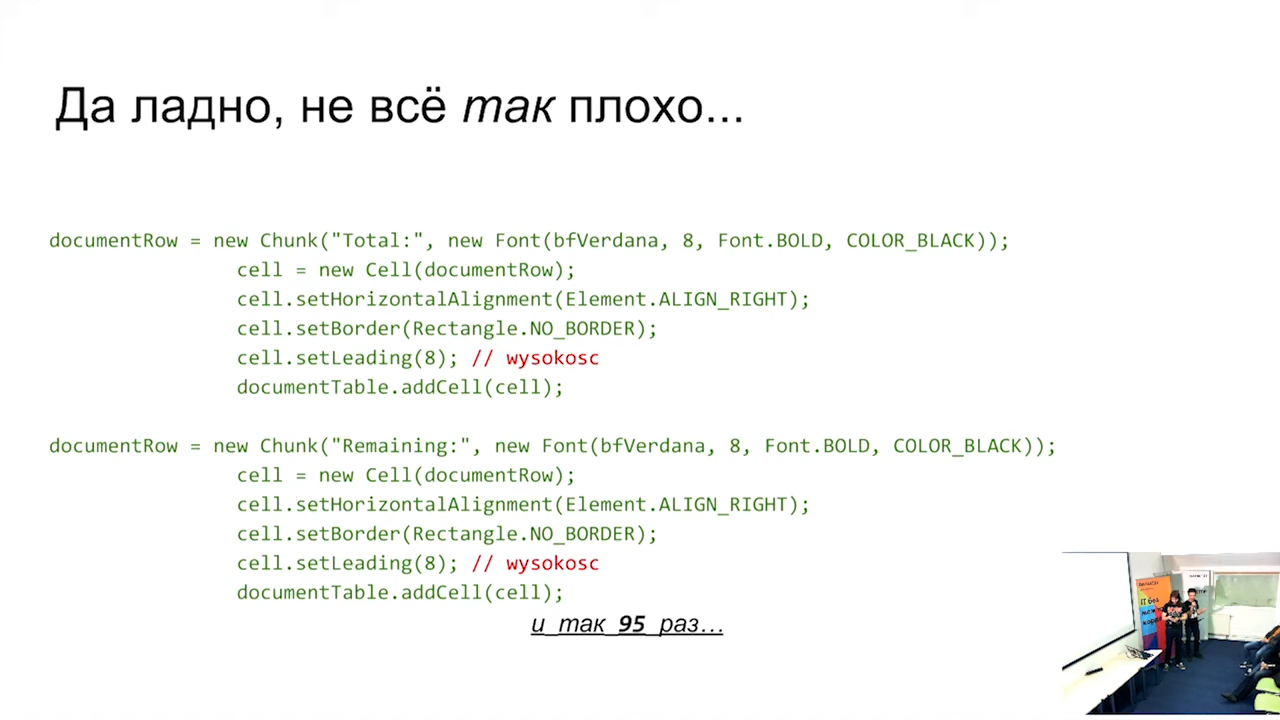 Да ладно, не всё так плохо...
documentRow = new Chunk("Total:", new Font(bfVerdana, 8, Font.BOLD, COLOR_BLACK));
cell = new Cell(documentRow);
cell.setHorizontalAlignment(Element.ALIGN_RIGHT);
cell.setBorder(Rectangle.NO_BORDER);
cell.setLeading(8); // wysokosc
documentTable.addCell(cell);
documentRow = new Chunk("Remaining:", new Font(bfVerdana, 8, Font.BOLD, COLOR_BLACK));
cell = new Cell(documentRow);
cell.setHorizontalAlignment(Element.ALIGN_RIGHT);
cell.setBorder(Rectangle.NO_BORDER);
cell.setLeading(8); // wysokosc
documentTable.addCell(cell);
и так 95 раз...
IT без